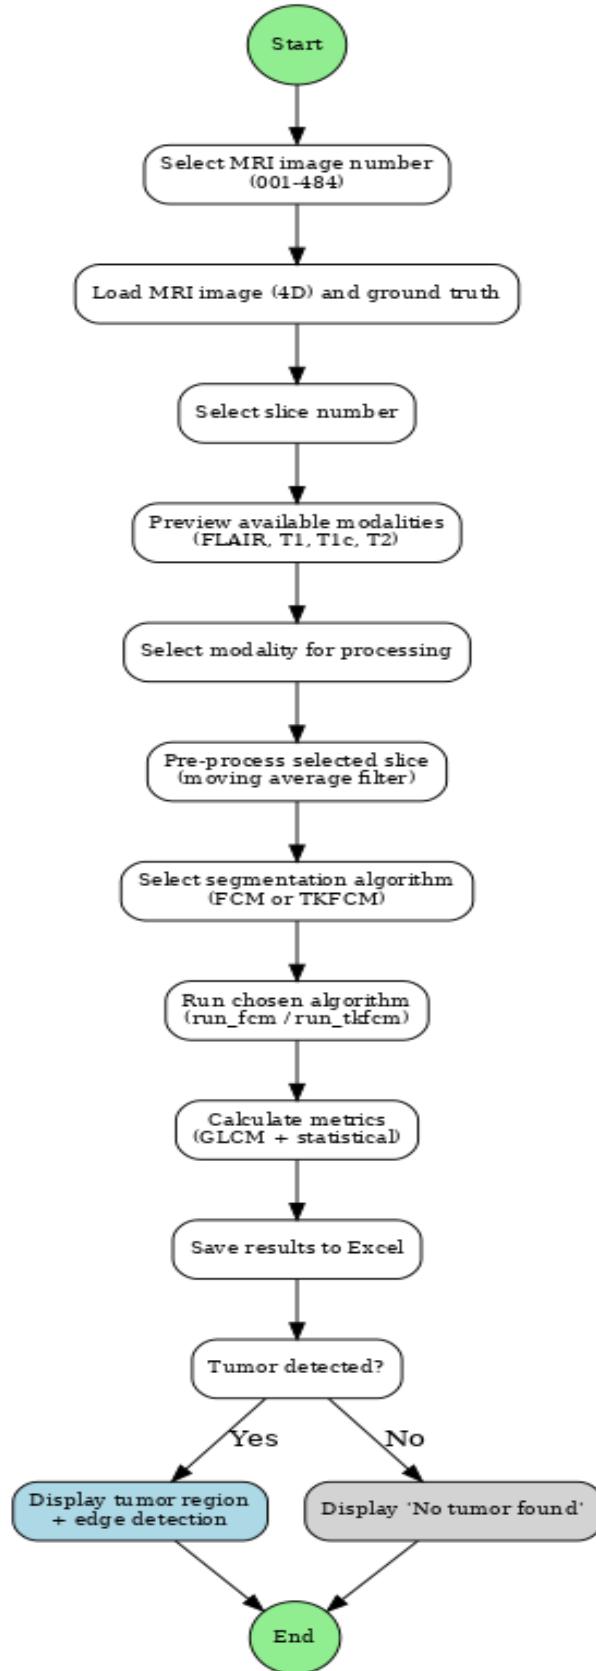 Start
Select MRI image number
(001-484)
Load MRI image (4D) and ground truth
Select slice number
Preview available modalities
(FLAIR, T1, T1c, T2)
Select modality for processing
Pre-process selected slice
(moving average filter)
Select segmentation algorithm
(FCM or TKFCM)
Run chosen algorithm
(run_fcm / run_tkfcm)
Calculate metrics
(GLCM + statistical)
Save results to Excel
Tumor detected?
Yes
No
Display tumor region
+ edge detection
Display 'No tumor found'
End